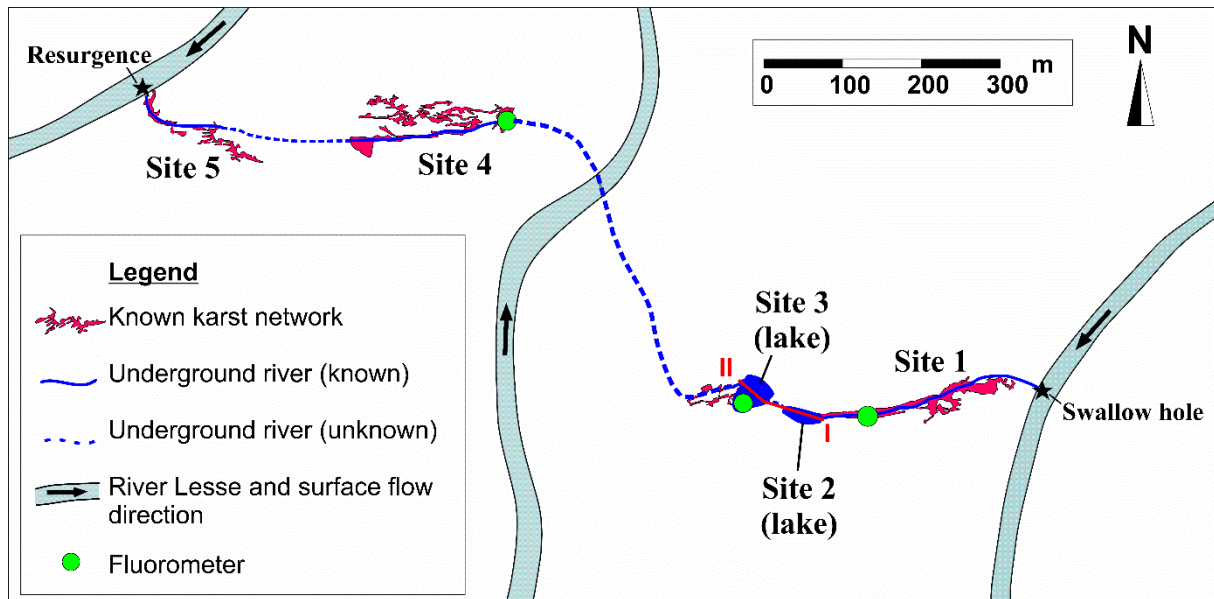 Resurgence
0 100 200 300 m
N
Site 5
Site 4
Site 3
(lake)
Site 1
II
I
Swallow hole
Site 2
(lake)
Legend
Known karst network
Underground river (known)
Underground river (unknown)
River Lesse and surface flow
direction
Fluorometer